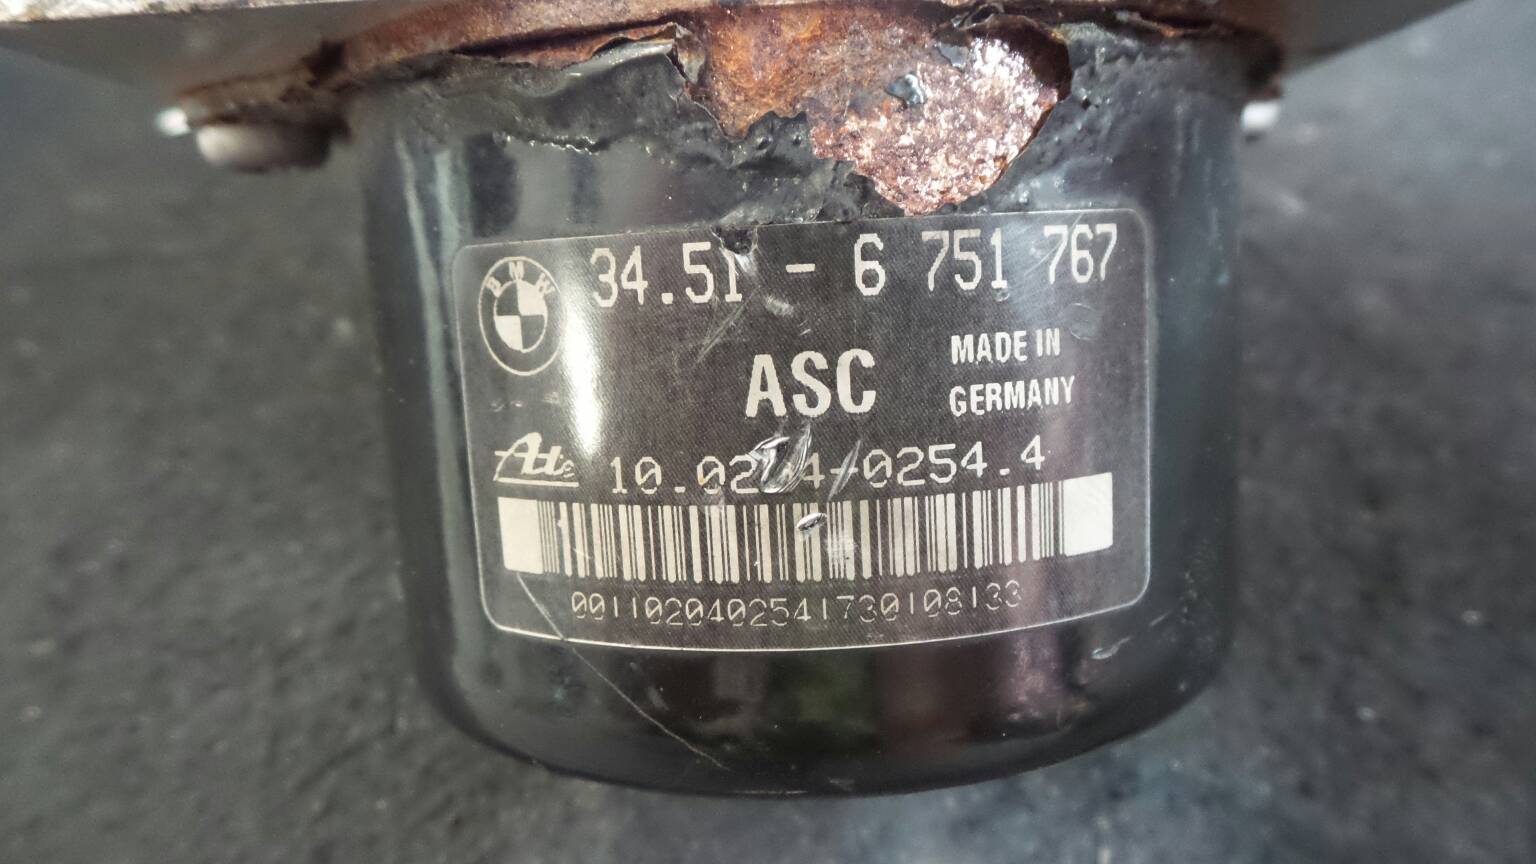 BMW
34.51 - 6 751 767
ASC
MADE IN
GERMANY
Ate
10.0204-0254.4
0011020402541730108133